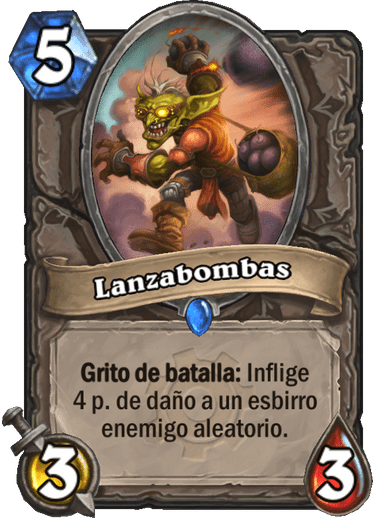 5
Lanzabombas
Grito de batalla: Inflige
4 p. de daño a un esbirro
enemigo aleatorio.
3
3